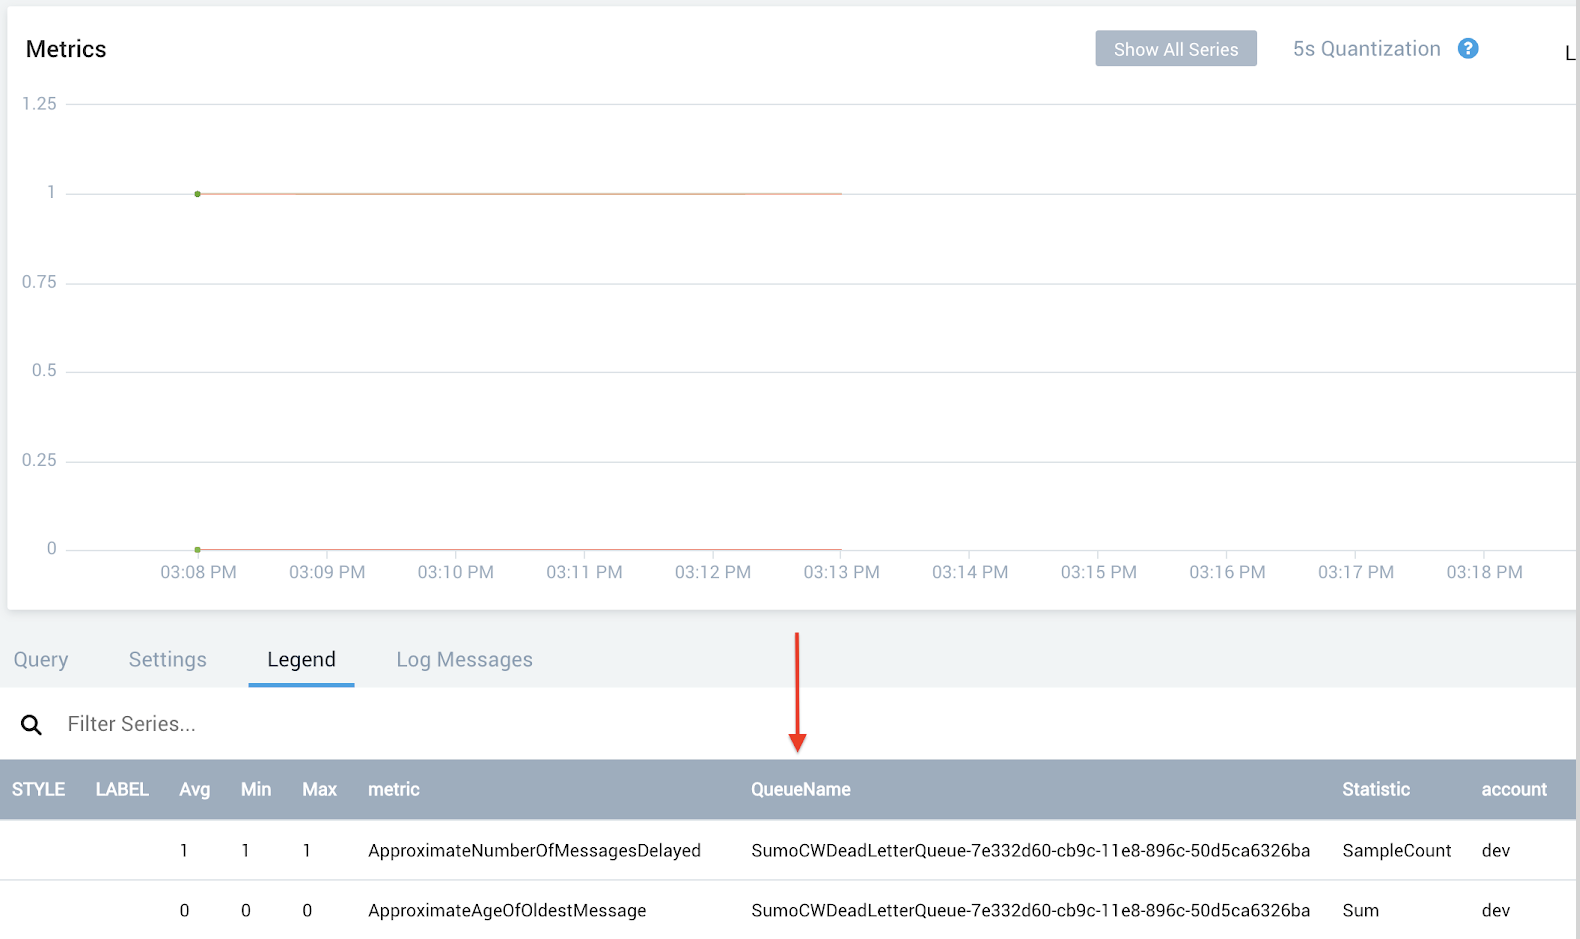 Metrics
Show All Series
5s Quantization
?
L
1.25
1
0.75
0.5
0.25
0
03:08 PM 03:09 PM 03:10 PM 03:11 PM 03:12 PM 03:13 PM 03:14 PM 03:15 PM 03:16 PM 03:17 PM 03:18 PM
Query Settings Legend Log Messages
Filter Series...
STYLE LABEL Avg Min Max metric QueueName Statistic account
1 1 1 ApproximateNumberOfMessagesDelayed SumoCWDeadLetterQueue-7e332d60-cb9c-11e8-896c-50d5ca6326ba SampleCount dev
0 0 0 ApproximateAgeOfOldestMessage SumoCWDeadLetterQueue-7e332d60-cb9c-11e8-896c-50d5ca6326ba Sum dev